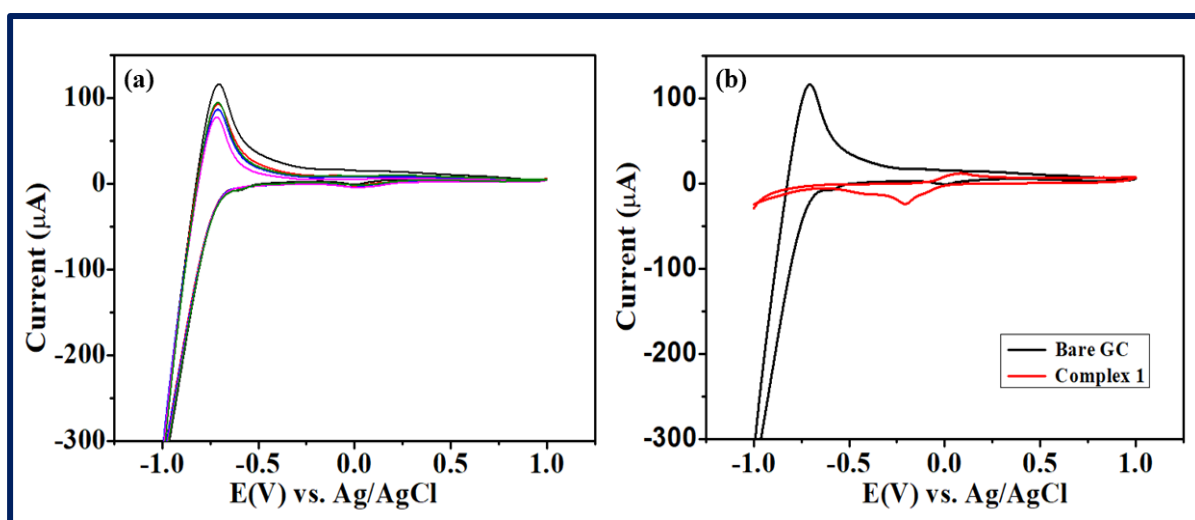 (a)
100
0
-100
-200
-300
Current (μA)
-1.0 -0.5 0.0 0.5 1.0
E(V) vs. Ag/AgCl
(b)
100
0
-100
-200
-300
Current (μA)
Bare GC
Complex 1
-1.0 -0.5 0.0 0.5 1.0
E(V) vs. Ag/AgCl